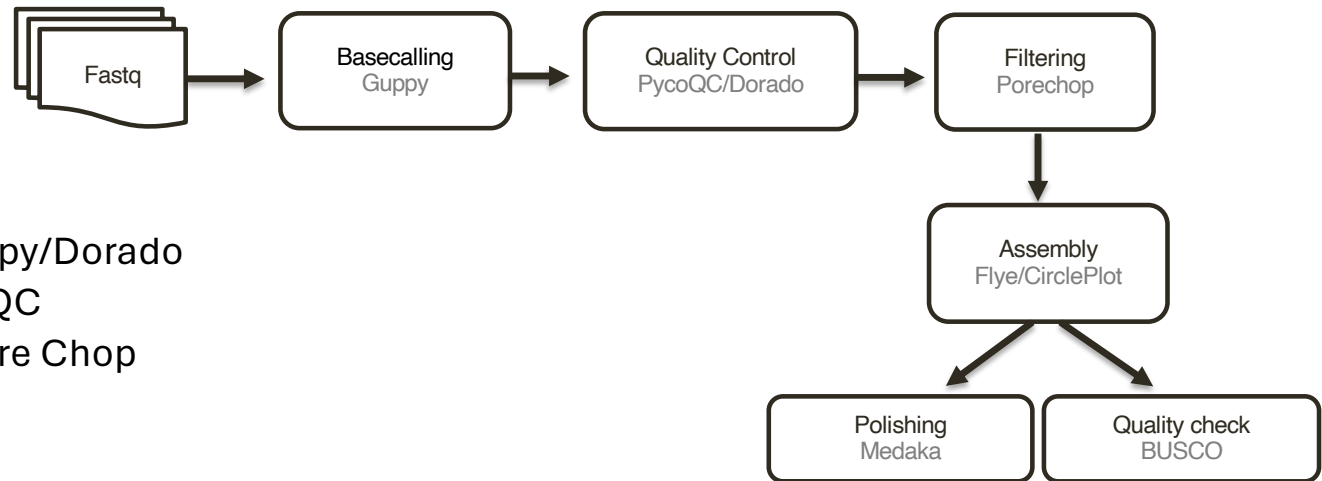 Fastq
Basecalling
Guppy
Quality Control
PycoQC/Dorado
Filtering
Porechop
Assembly
Flye/CirclePlot
Polishing
Medaka
Quality check
BUSCO
py/Dorado
QC
re Chop